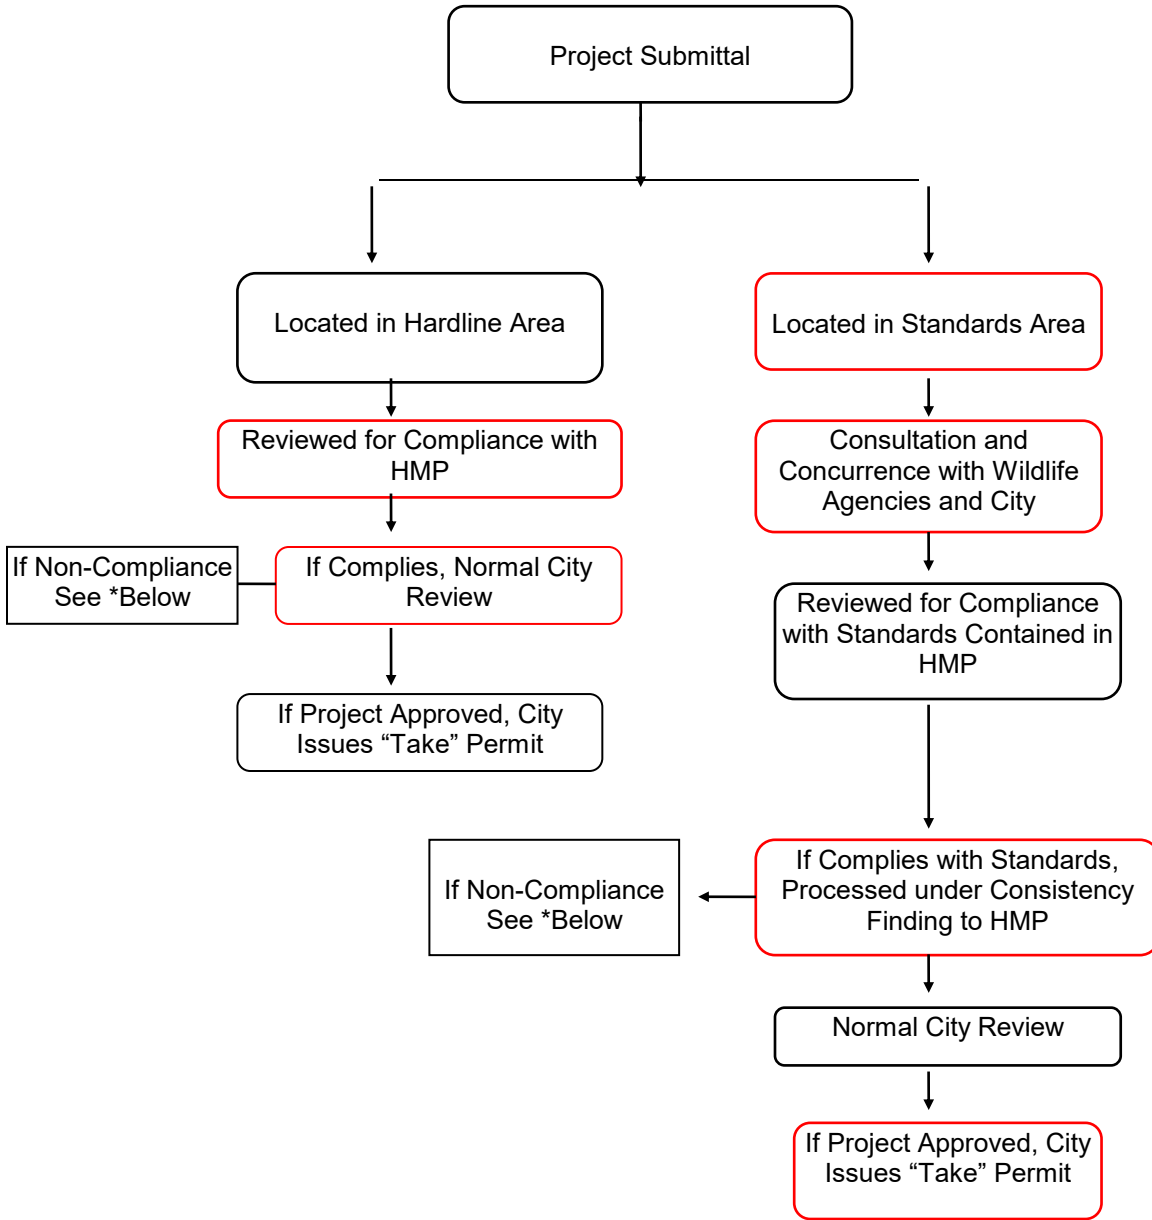 Project Submittal
Located in Hardline Area
Reviewed for Compliance with
HMP
If Non-Compliance
See *Below
If Complies, Normal City
Review
If Project Approved, City
Issues “Take” Permit
Located in Standards Area
Consultation and
Concurrence with Wildlife
Agencies and City
Reviewed for Compliance
with Standards Contained in
HMP
If Non-Compliance
See *Below
If Complies with Standards,
Processed under Consistency
Finding to HMP
Normal City Review
If Project Approved, City
Issues “Take” Permit